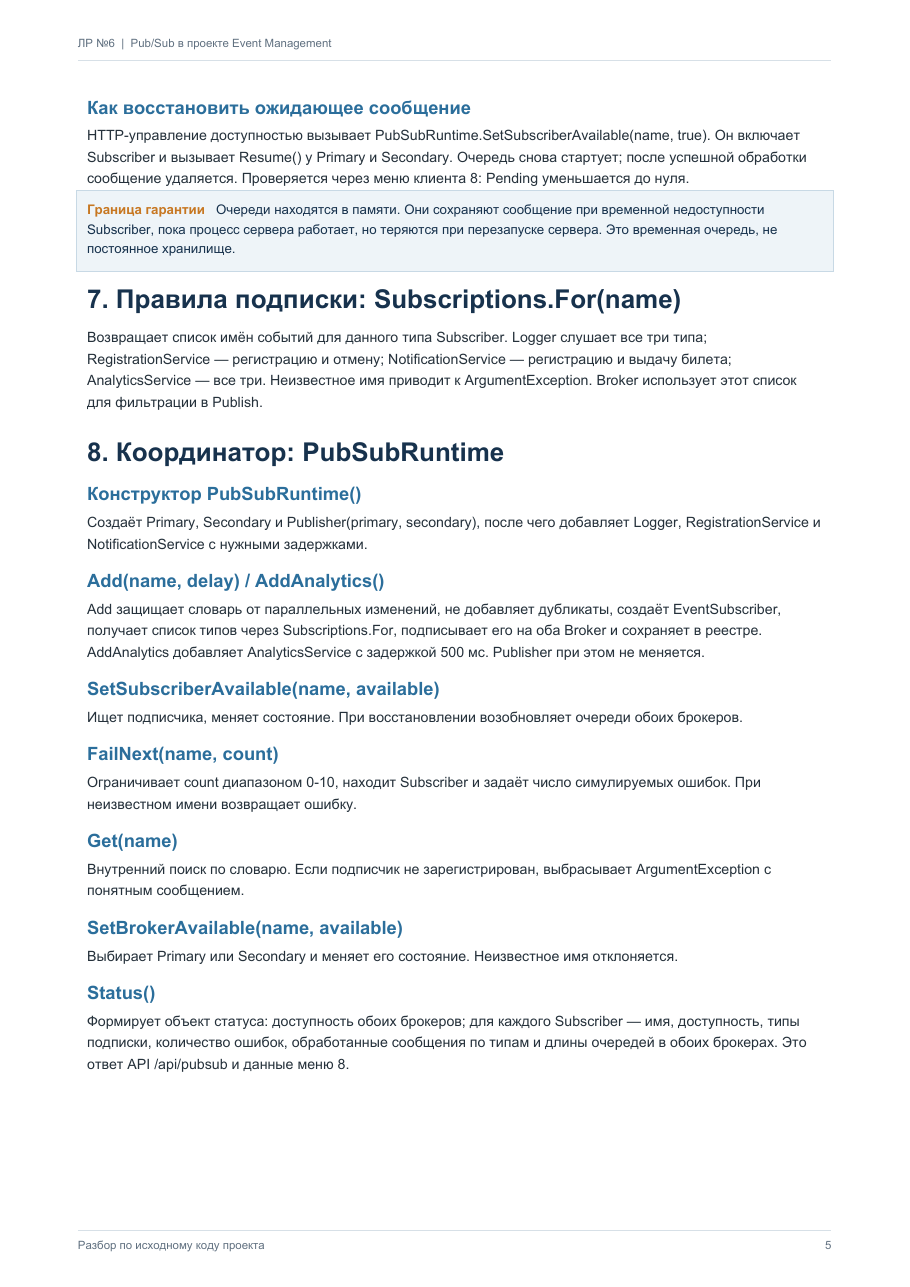 ЛР №6 | Pub/Sub в проекте Event Management
Как восстановить ожидающее сообщение
HTTP-управление доступностью вызывает PubSubRuntime.SetSubscriberAvailable(name, true). Он включает
Subscriber и вызывает Resume() у Primary и Secondary. Очередь снова стартует; после успешной обработки
сообщение удаляется. Проверяется через меню клиента 8: Pending уменьшается до нуля.
Граница гарантии Очереди находятся в памяти. Они сохраняют сообщение при временной недоступности
Subscriber, пока процесс сервера работает, но теряются при перезапуске сервера. Это временная очередь, не
постоянное хранилище.
7. Правила подписки: Subscriptions.For(name)
Возвращает список имён событий для данного типа Subscriber. Logger слушает все три типа;
RegistrationService — регистрацию и отмену; NotificationService — регистрацию и выдачу билета;
AnalyticsService — все три. Неизвестное имя приводит к ArgumentException. Broker использует этот список
для фильтрации в Publish.
8. Координатор: PubSubRuntime
Конструктор PubSubRuntime()
Создаёт Primary, Secondary и Publisher(primary, secondary), после чего добавляет Logger, RegistrationService и
NotificationService с нужными задержками.
Add(name, delay) / AddAnalytics()
Add защищает словарь от параллельных изменений, не добавляет дубликаты, создаёт EventSubscriber,
получает список типов через Subscriptions.For, подписывает его на оба Broker и сохраняет в реестре.
AddAnalytics добавляет AnalyticsService с задержкой 500 мс. Publisher при этом не меняется.
SetSubscriberAvailable(name, available)
Ищет подписчика, меняет состояние. При восстановлении возобновляет очереди обоих брокеров.
FailNext(name, count)
Ограничивает count диапазоном 0-10, находит Subscriber и задаёт число симулируемых ошибок. При
неизвестном имени возвращает ошибку.
Get(name)
Внутренний поиск по словарю. Если подписчик не зарегистрирован, выбрасывает ArgumentException с
понятным сообщением.
SetBrokerAvailable(name, available)
Выбирает Primary или Secondary и меняет его состояние. Неизвестное имя отклоняется.
Status()
Формирует объект статуса: доступность обоих брокеров; для каждого Subscriber — имя, доступность, типы
подписки, количество ошибок, обработанные сообщения по типам и длины очередей в обоих брокерах. Это
ответ API /api/pubsub и данные меню 8.
Разбор по исходному коду проекта
5